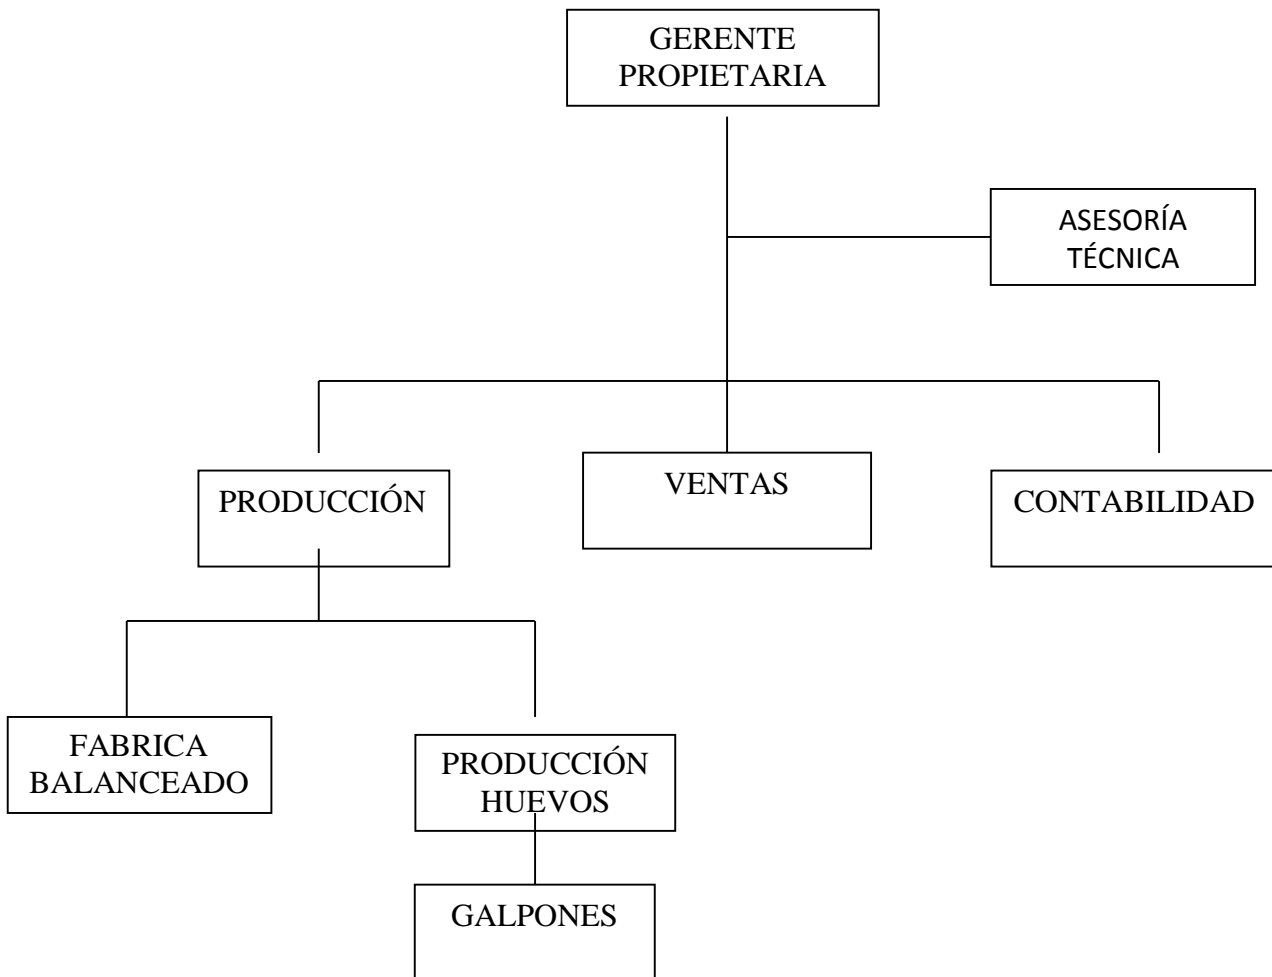 GERENTE
PROPIETARIA
ASESORÍA
TÉCNICA
PRODUCCIÓN
VENTAS
CONTABILIDAD
FABRICA
BALANCEADO
PRODUCCIÓN
HUEVOS
GALPONES